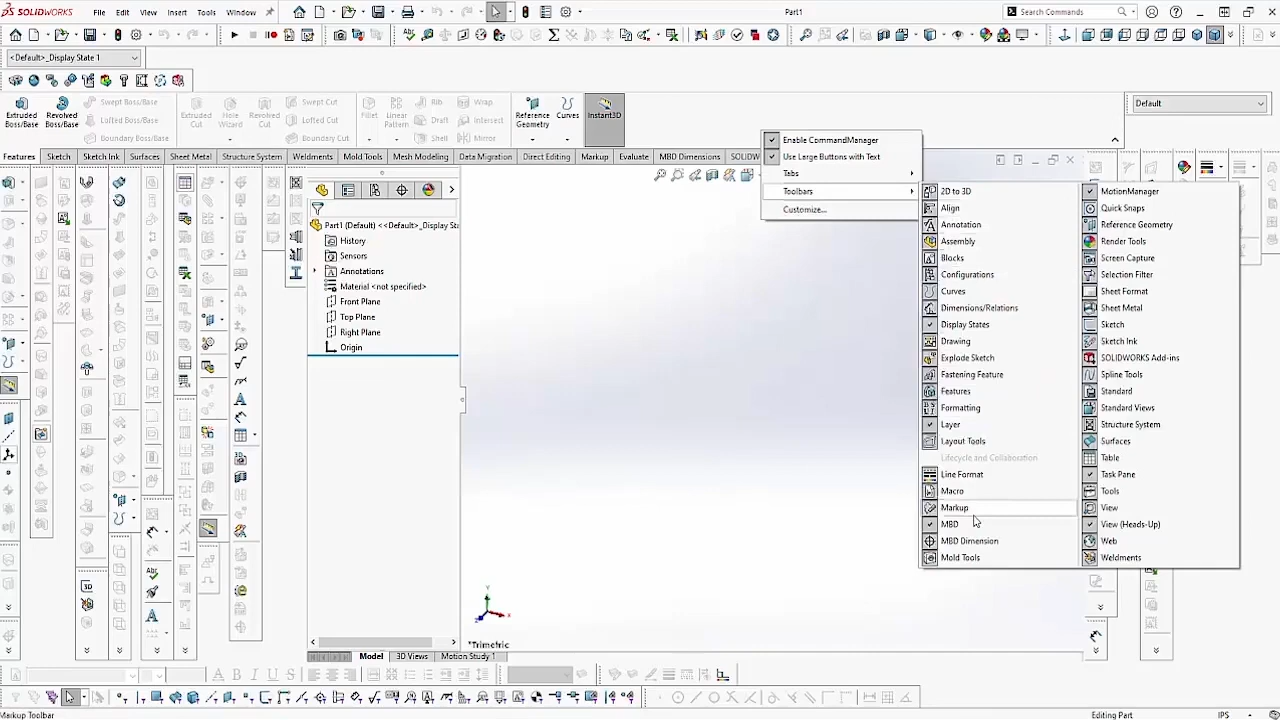 SOLIDWORKS
File
Edit
View
Insert
Tools
Window
Part1
Search Commands
<Default>_Display State 1
Extruded Boss/Base
Revolved Boss/Base
Swept Boss/Base
Lofted Boss/Base
Boundary Boss/Base
Extruded Cut
Hole Wizard
Revolved Cut
Swept Cut
Lofted Cut
Boundary Cut
Fillet
Linear Pattern
Rib
Draft
Shell
Wrap
Intersect
Mirror
Reference Geometry
Curves
Instant3D
Default
Features
Sketch
Sketch Ink
Surfaces
Sheet Metal
Structure System
Weldments
Mold Tools
Mesh Modeling
Data Migration
Direct Editing
Markup
Evaluate
MBD Dimensions
SOLIDW
Enable CommandManager
Use Large Buttons with Text
Tabs
Toolbars
Customize...
Part1 (Default) <<Default>_Display Sta
History
Sensors
Annotations
Material <not specified>
Front Plane
Top Plane
Right Plane
Origin
2D to 3D
Align
Annotation
Assembly
Blocks
Configurations
Curves
Dimensions/Relations
Display States
Drawing
Explode Sketch
Fastening Feature
Features
Formatting
Layer
Layout Tools
Lifecycle and Collaboration
Line Format
Macro
Markup
MBD
MBD Dimension
Mold Tools
MotionManager
Quick Snaps
Reference Geometry
Render Tools
Screen Capture
Selection Filter
Sheet Format
Sheet Metal
Sketch
Sketch Ink
SOLIDWORKS Add-ins
Spline Tools
Standard
Standard Views
Structure System
Surfaces
Table
Task Pane
Tools
View
View (Heads-Up)
Web
Weldments
Y
X
Z
*Trimetric
Model
3D Views
Motion Study 1
B I U S
Markup Toolbar
Editing Part
IPS